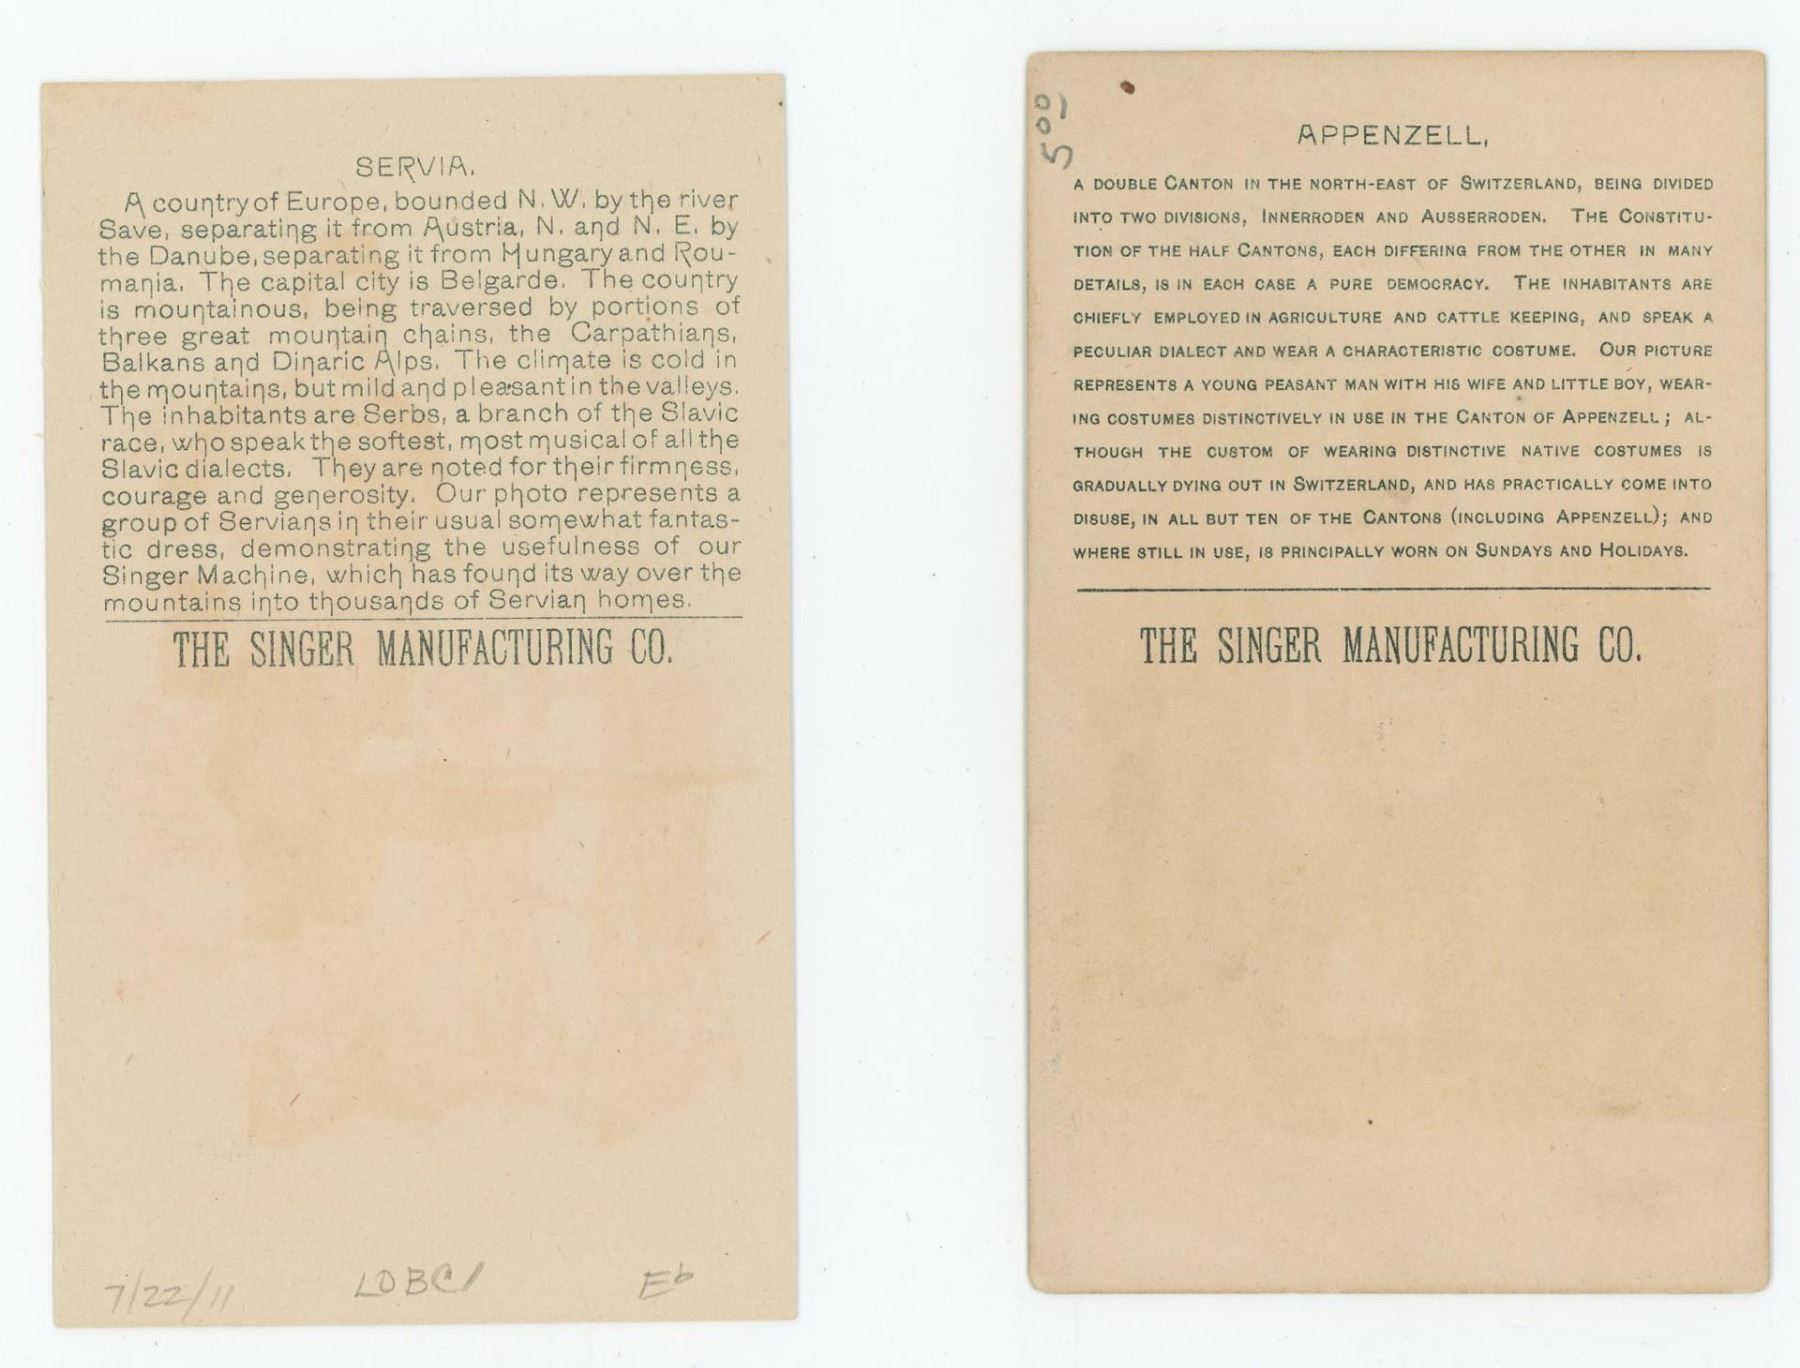 SERVIA.
A country of Europe, bounded N. W. by the river
Save, separating it from Austria, N. and N. E. by
the Danube, separating it from Hungary and Rou-
mania. The capital city is Belgarde. The country
is mountainous, being traversed by portions of
three great mountain chains, the Carpathians,
Balkans and Dinaric Alps. The climate is cold in
the mountains, but mild and pleasant in the valleys.
The inhabitants are Serbs, a branch of the Slavic
race, who speak the softest, most musical of all the
Slavic dialects. They are noted for their firmness,
courage and generosity. Our photo represents a
group of Servians in their usual somewhat fantas-
tic dress, demonstrating the usefulness of our
Singer Machine, which has found its way over the
mountains into thousands of Servian homes.
THE SINGER MANUFACTURING CO.
7/22/11 LDBC/ Eb
500
APPENZELL,
A DOUBLE CANTON IN THE NORTH-EAST OF SWITZERLAND, BEING DIVIDED
INTO TWO DIVISIONS, INNERRODEN AND AUSSERRODEN. THE CONSTITU-
TION OF THE HALF CANTONS, EACH DIFFERING FROM THE OTHER IN MANY
DETAILS, IS IN EACH CASE A PURE DEMOCRACY. THE INHABITANTS ARE
CHIEFLY EMPLOYED IN AGRICULTURE AND CATTLE KEEPING, AND SPEAK A
PECULIAR DIALECT AND WEAR A CHARACTERISTIC COSTUME. OUR PICTURE
REPRESENTS A YOUNG PEASANT MAN WITH HIS WIFE AND LITTLE BOY, WEAR-
ING COSTUMES DISTINCTIVELY IN USE IN THE CANTON OF APPENZELL; AL-
THOUGH THE CUSTOM OF WEARING DISTINCTIVE NATIVE COSTUMES IS
GRADUALLY DYING OUT IN SWITZERLAND, AND HAS PRACTICALLY COME INTO
DISUSE, IN ALL BUT TEN OF THE CANTONS (INCLUDING APPENZELL); AND
WHERE STILL IN USE, IS PRINCIPALLY WORN ON SUNDAYS AND HOLIDAYS.
THE SINGER MANUFACTURING CO.